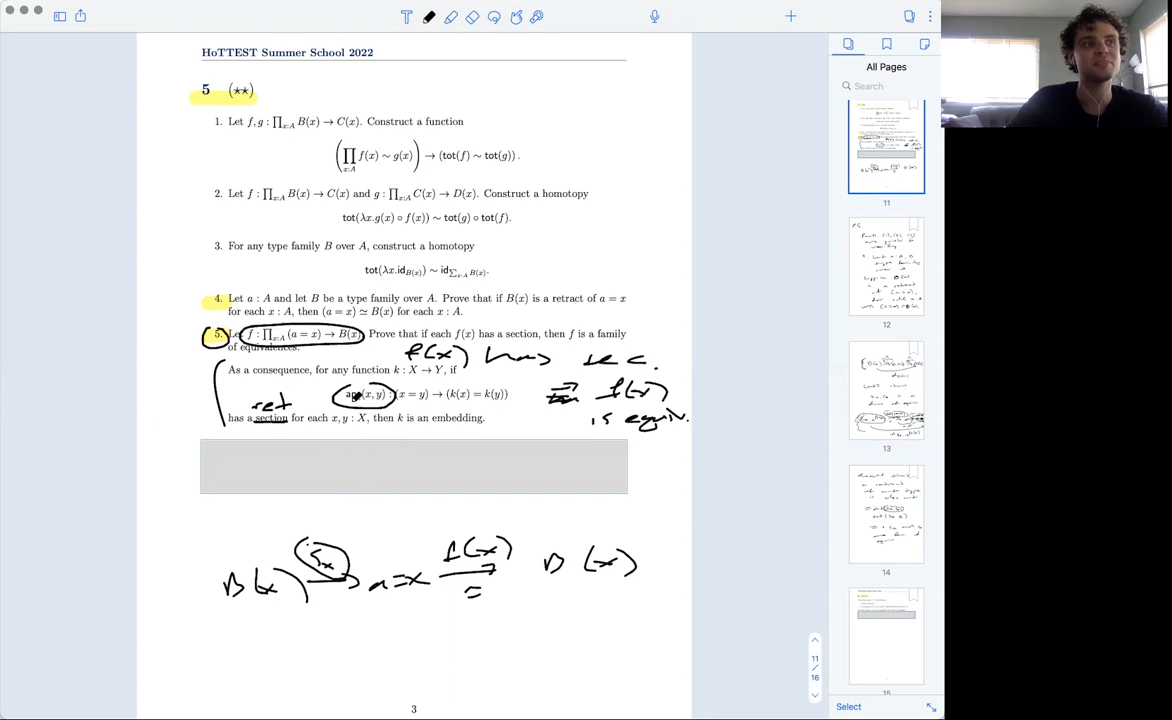 HoTTEST Summer School 2022
5 (⋆⋆)
1. Let f, g : ∏x:A B(x) → C(x). Construct a function
(∏x:A f(x) ∼ g(x)) → (tot(f) ∼ tot(g)).
2. Let f : ∏x:A B(x) → C(x) and g : ∏x:A C(x) → D(x). Construct a homotopy
tot(λx.g(x) ∘ f(x)) ∼ tot(g) ∘ tot(f).
3. For any type family B over A, construct a homotopy
tot(λx.idB(x)) ∼ id∑x:A B(x).
4. Let a : A and let B be a type family over A. Prove that if B(x) is a retract of a = x
for each x : A, then (a = x) ≃ B(x) for each x : A.
5. Let f : ∏x:A (a = x) → B(x). Prove that if each f(x) has a section, then f is a family
of equivalences.
f(x) has sec.
As a consequence, for any function k : X → Y, if
(x, y) : (x = y) → (k(x) = k(y))
⇒ f(x)
ret
is equiv.
has a section for each x, y : X, then k is an embedding.
B(x) Sx → a=x f(x) → B(x)
3
All Pages
Search
11
12
13
14
11
/
16
Select